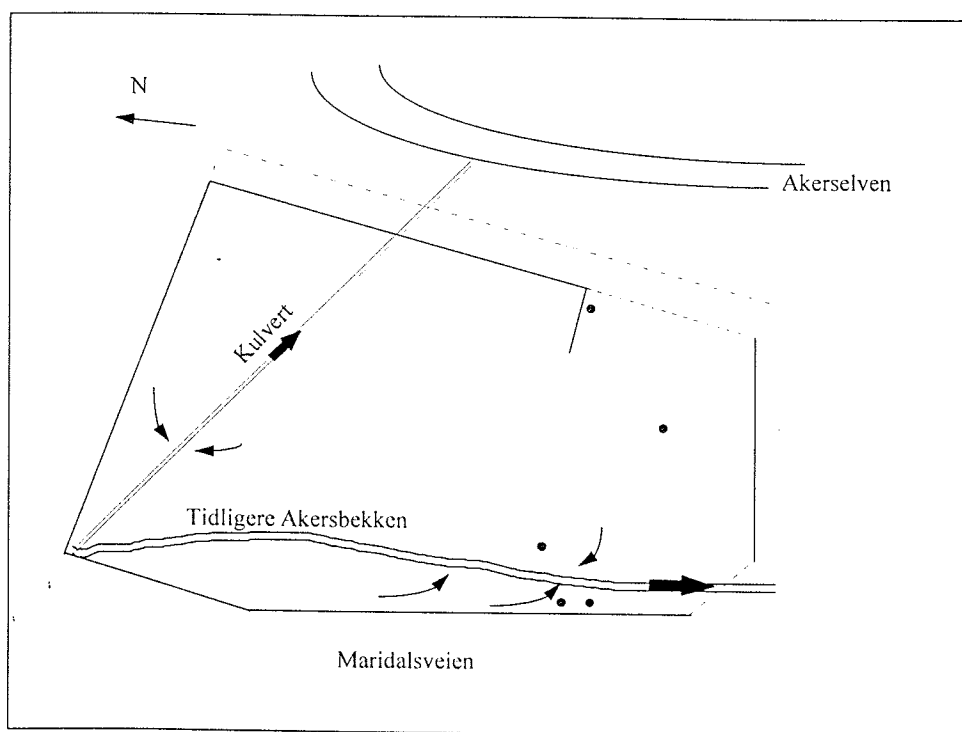 N
Akerselven
Kulvert
Tidligere Akersbekken
Maridalsveien